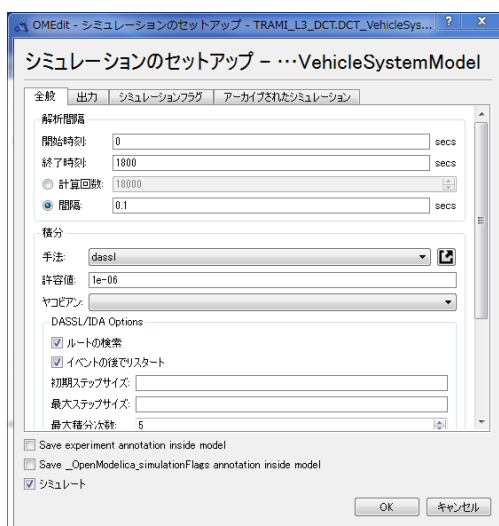 OMEdit - シミュレーションのセットアップ - TRAMI_L3_DCT.DCT_VehicleSys...
シミュレーションのセットアップ - …VehicleSystemModel
全般 出力 シミュレーションフラグ アーカイブされたシミュレーション
解析間隔
開始時刻: 0 secs
終了時刻: 1800 secs
計算回数: 18000
間隔: 0.1 secs
積分
手法: dassl
許容値: 1e-06
ヤコビアン:
DASSL/IDA Options
ルートの検索
イベントの後でリスタート
初期ステップサイズ:
最大ステップサイズ:
最大積分次数: 5
Save experiment annotation inside model
Save _OpenModelica_simulationFlags annotation inside model
シミュレート
OK キャンセル